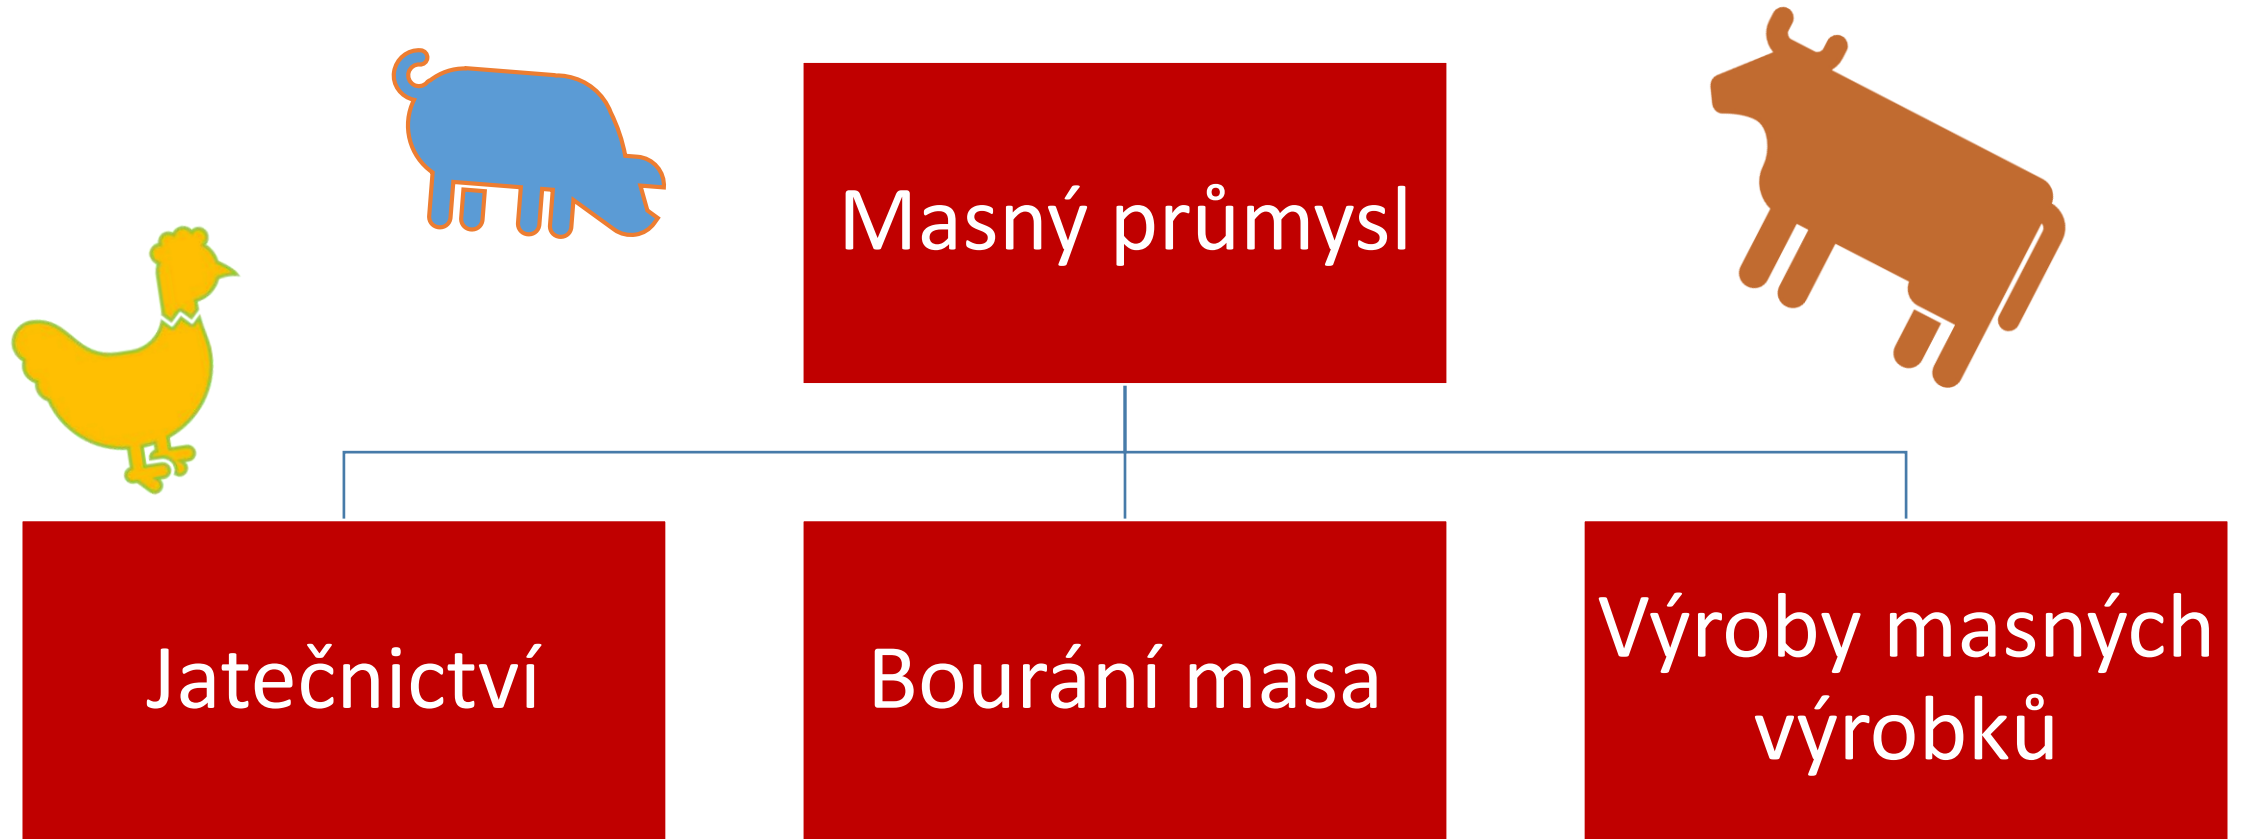 Masný průmysl
Jatečnictví
Bourání masa
Výroby masných
výrobků